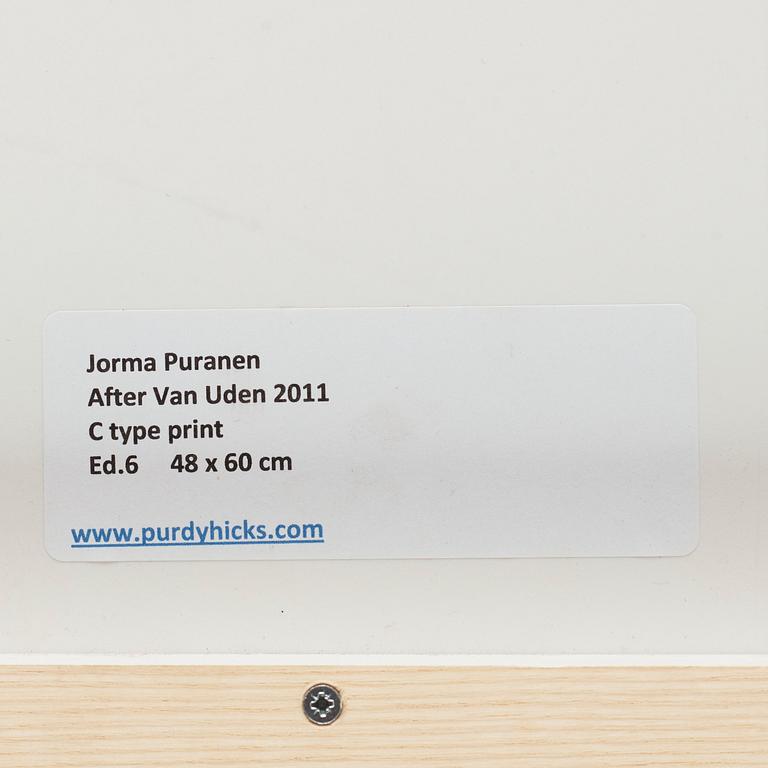 Jorma Puranen
After Van Uden 2011
C type print
Ed.6 48 x 60 cm
www.purdyhicks.com